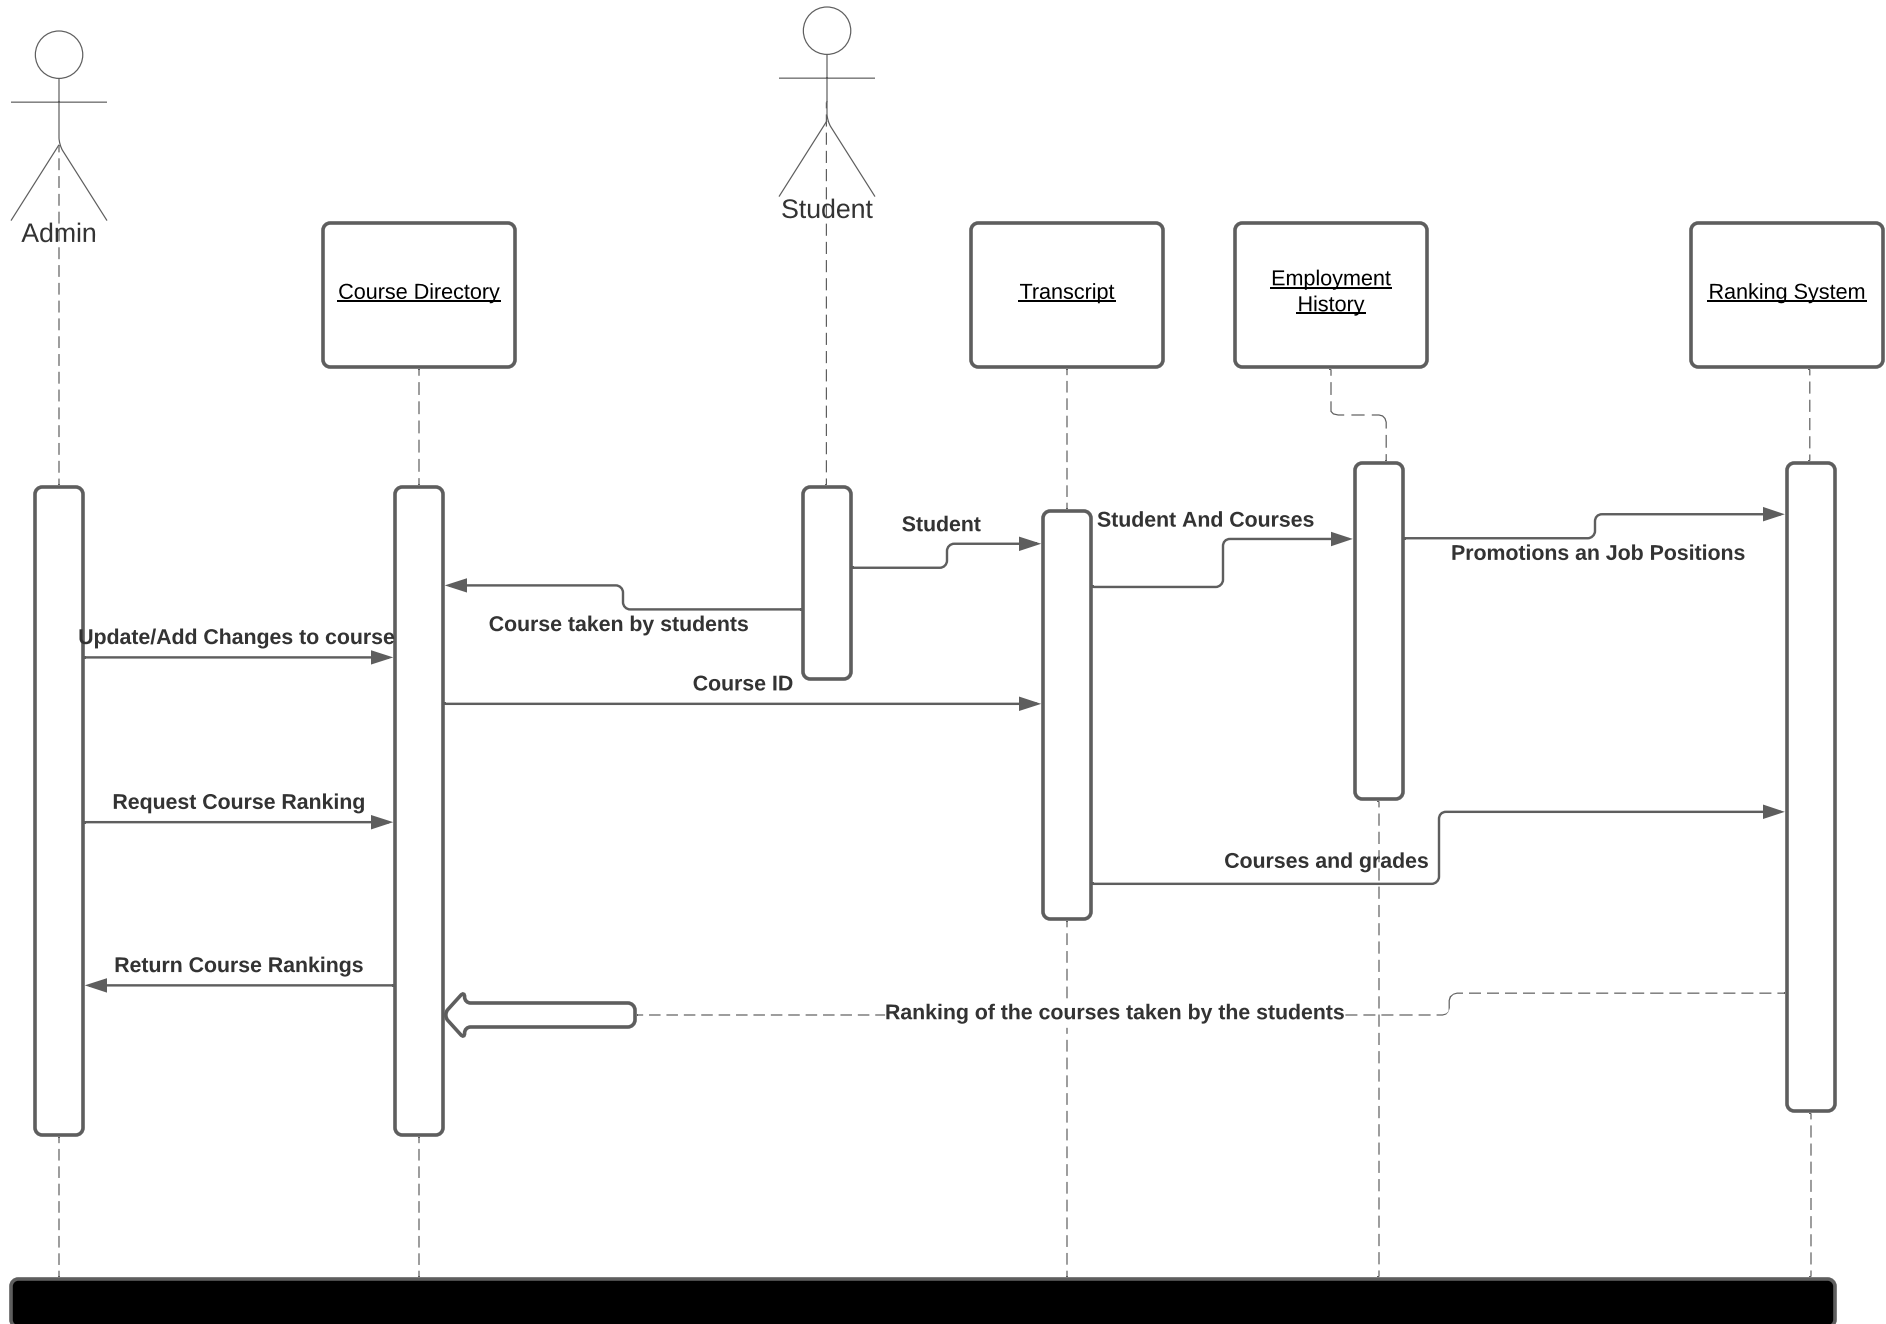 Student
Admin
Course Directory
Transcript
Employment
History
Ranking System
Student
Student And Courses
Promotions an Job Positions
Course taken by students
Update/Add Changes to course
Course ID
Request Course Ranking
Courses and grades
Return Course Rankings
Ranking of the courses taken by the students